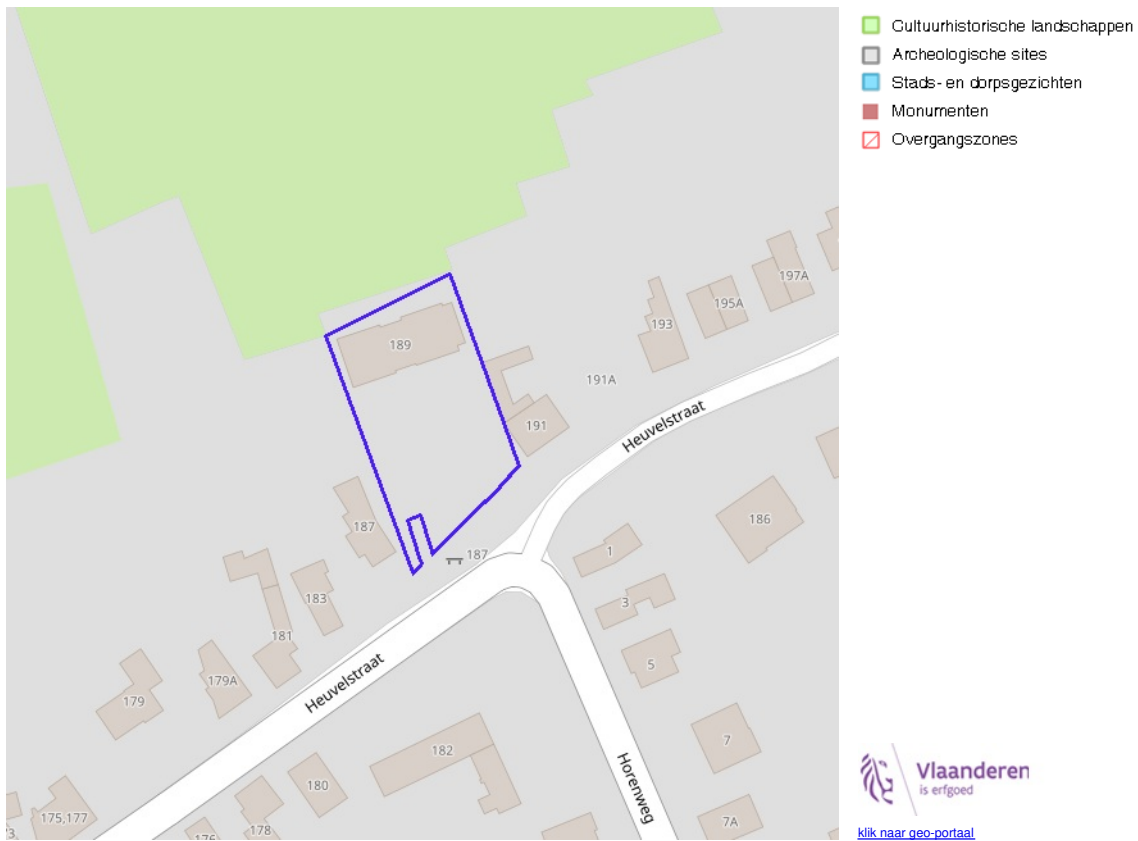 Cultuurhistorische landschappen
Archeologische sites
Stads- en dorpsgezichten
Monumenten
Overgangszones
197A
195A
193
189
191A
Heuvelstraat
191
186
187
187
1
183
3
181
5
179A
Heuvelstraat
179
7
182
Horenweg
180
175,177
178
7A
176
Vlaanderen
is erfgoed
klik naar geo-portaal